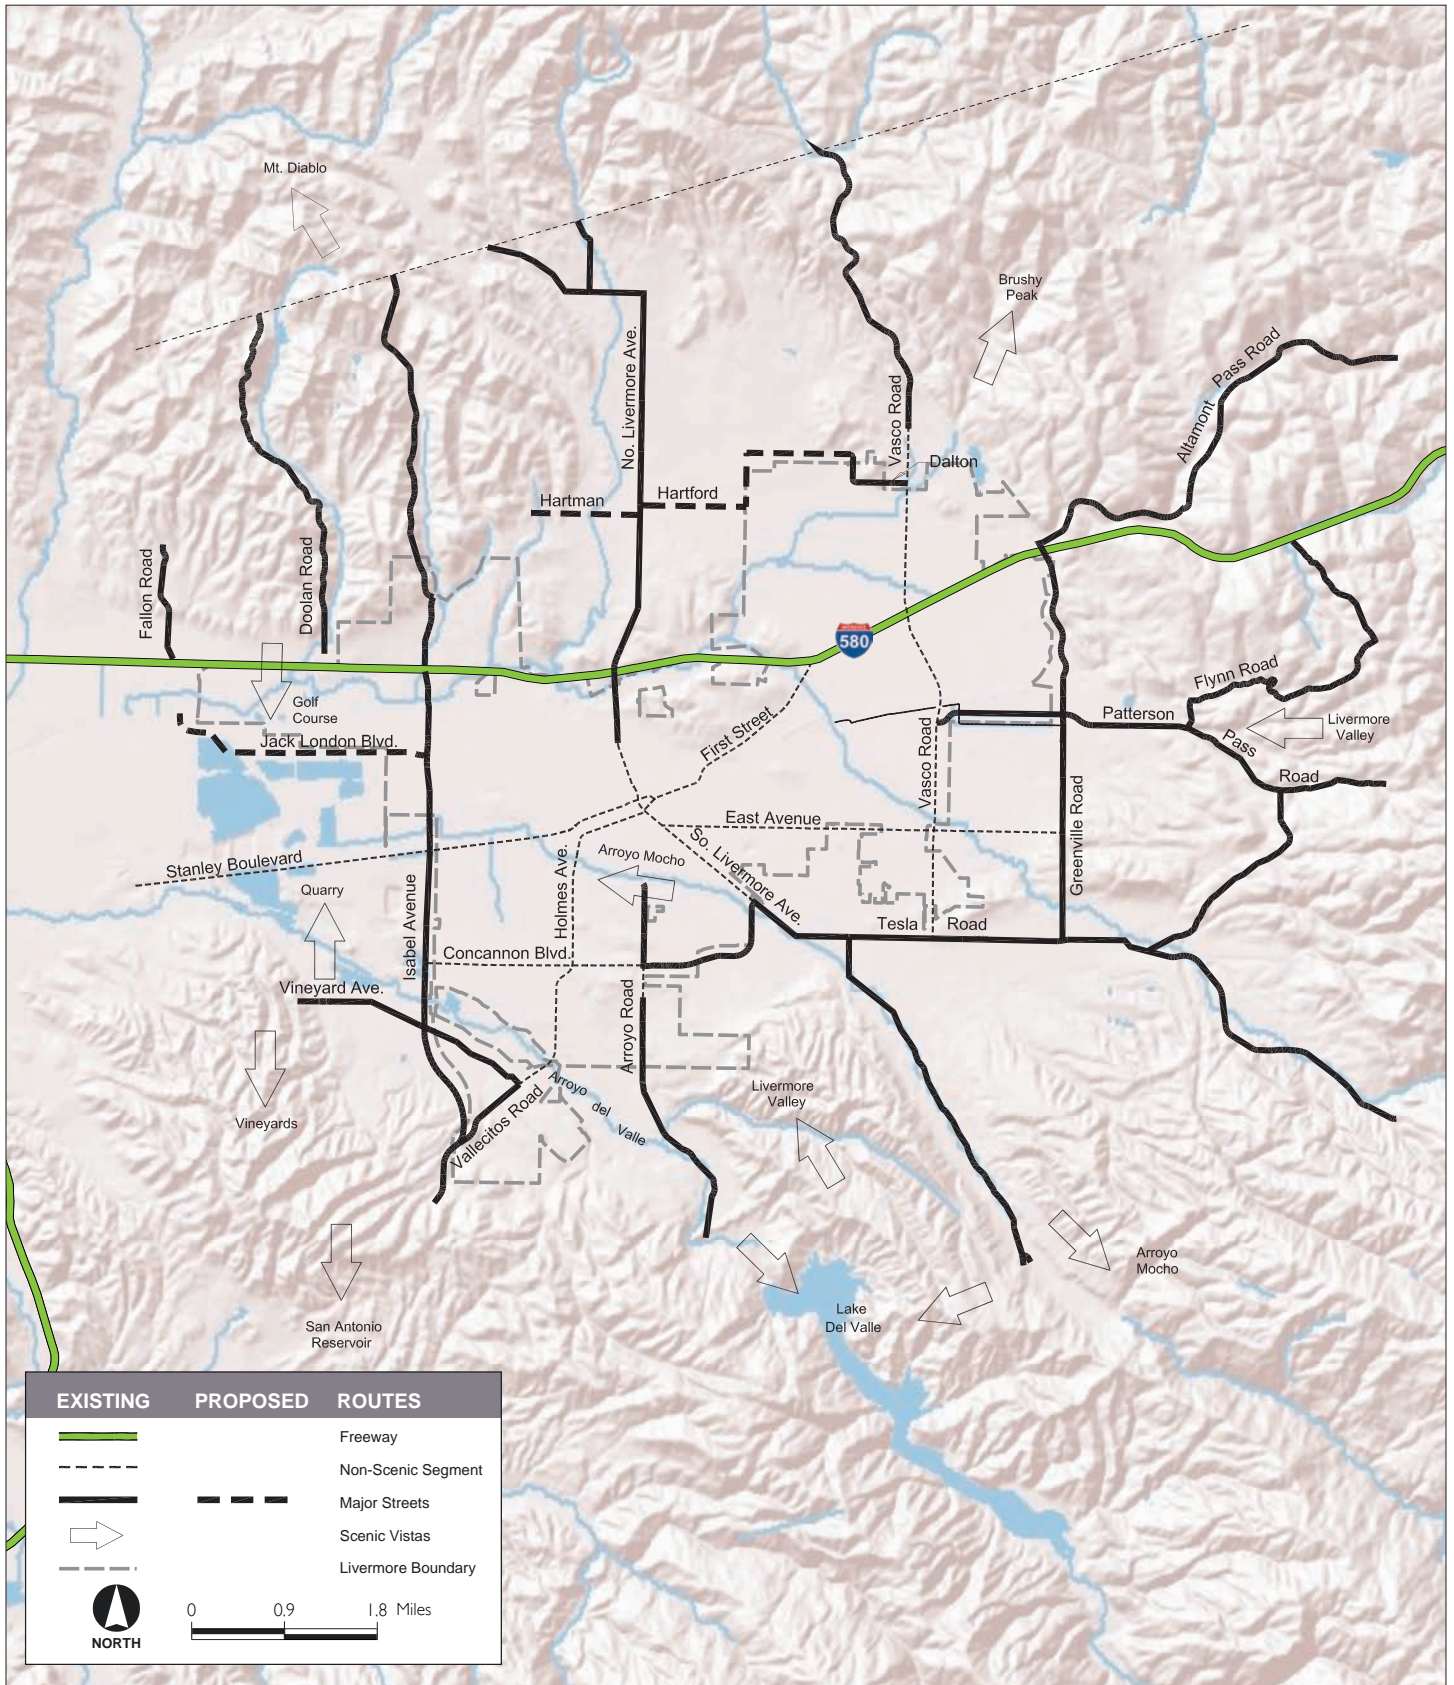 Mt. Diablo
Brushy
Peak
No. Livermore Ave.
Altamont
Pass Road
Vasco Road
Dalton
Hartman
Hartford
Fallon Road
Doolan Road
INTERSTATE
580
Flynn Road
Golf
Course
Patterson
Pass
Road
Livermore
Valley
Jack London Blvd.
First Street
Vasco Road
Greenville Road
East Avenue
So. Livermore Ave.
Stanley Boulevard
Arroyo Mocho
Quarry
Isabel Avenue
Holmes Ave.
Tesla
Road
Concannon Blvd.
Vineyard Ave.
Arroyo Road
Arroyo
del
Valle
Livermore
Valley
Vineyards
Vallecitos Road
Arroyo
Mocho
Lake
Del Valle
San Antonio
Reservoir
EXISTING PROPOSED ROUTES
Freeway
Non-Scenic Segment
Major Streets
Scenic Vistas
Livermore Boundary
0 0.9 1.8 Miles
NORTH